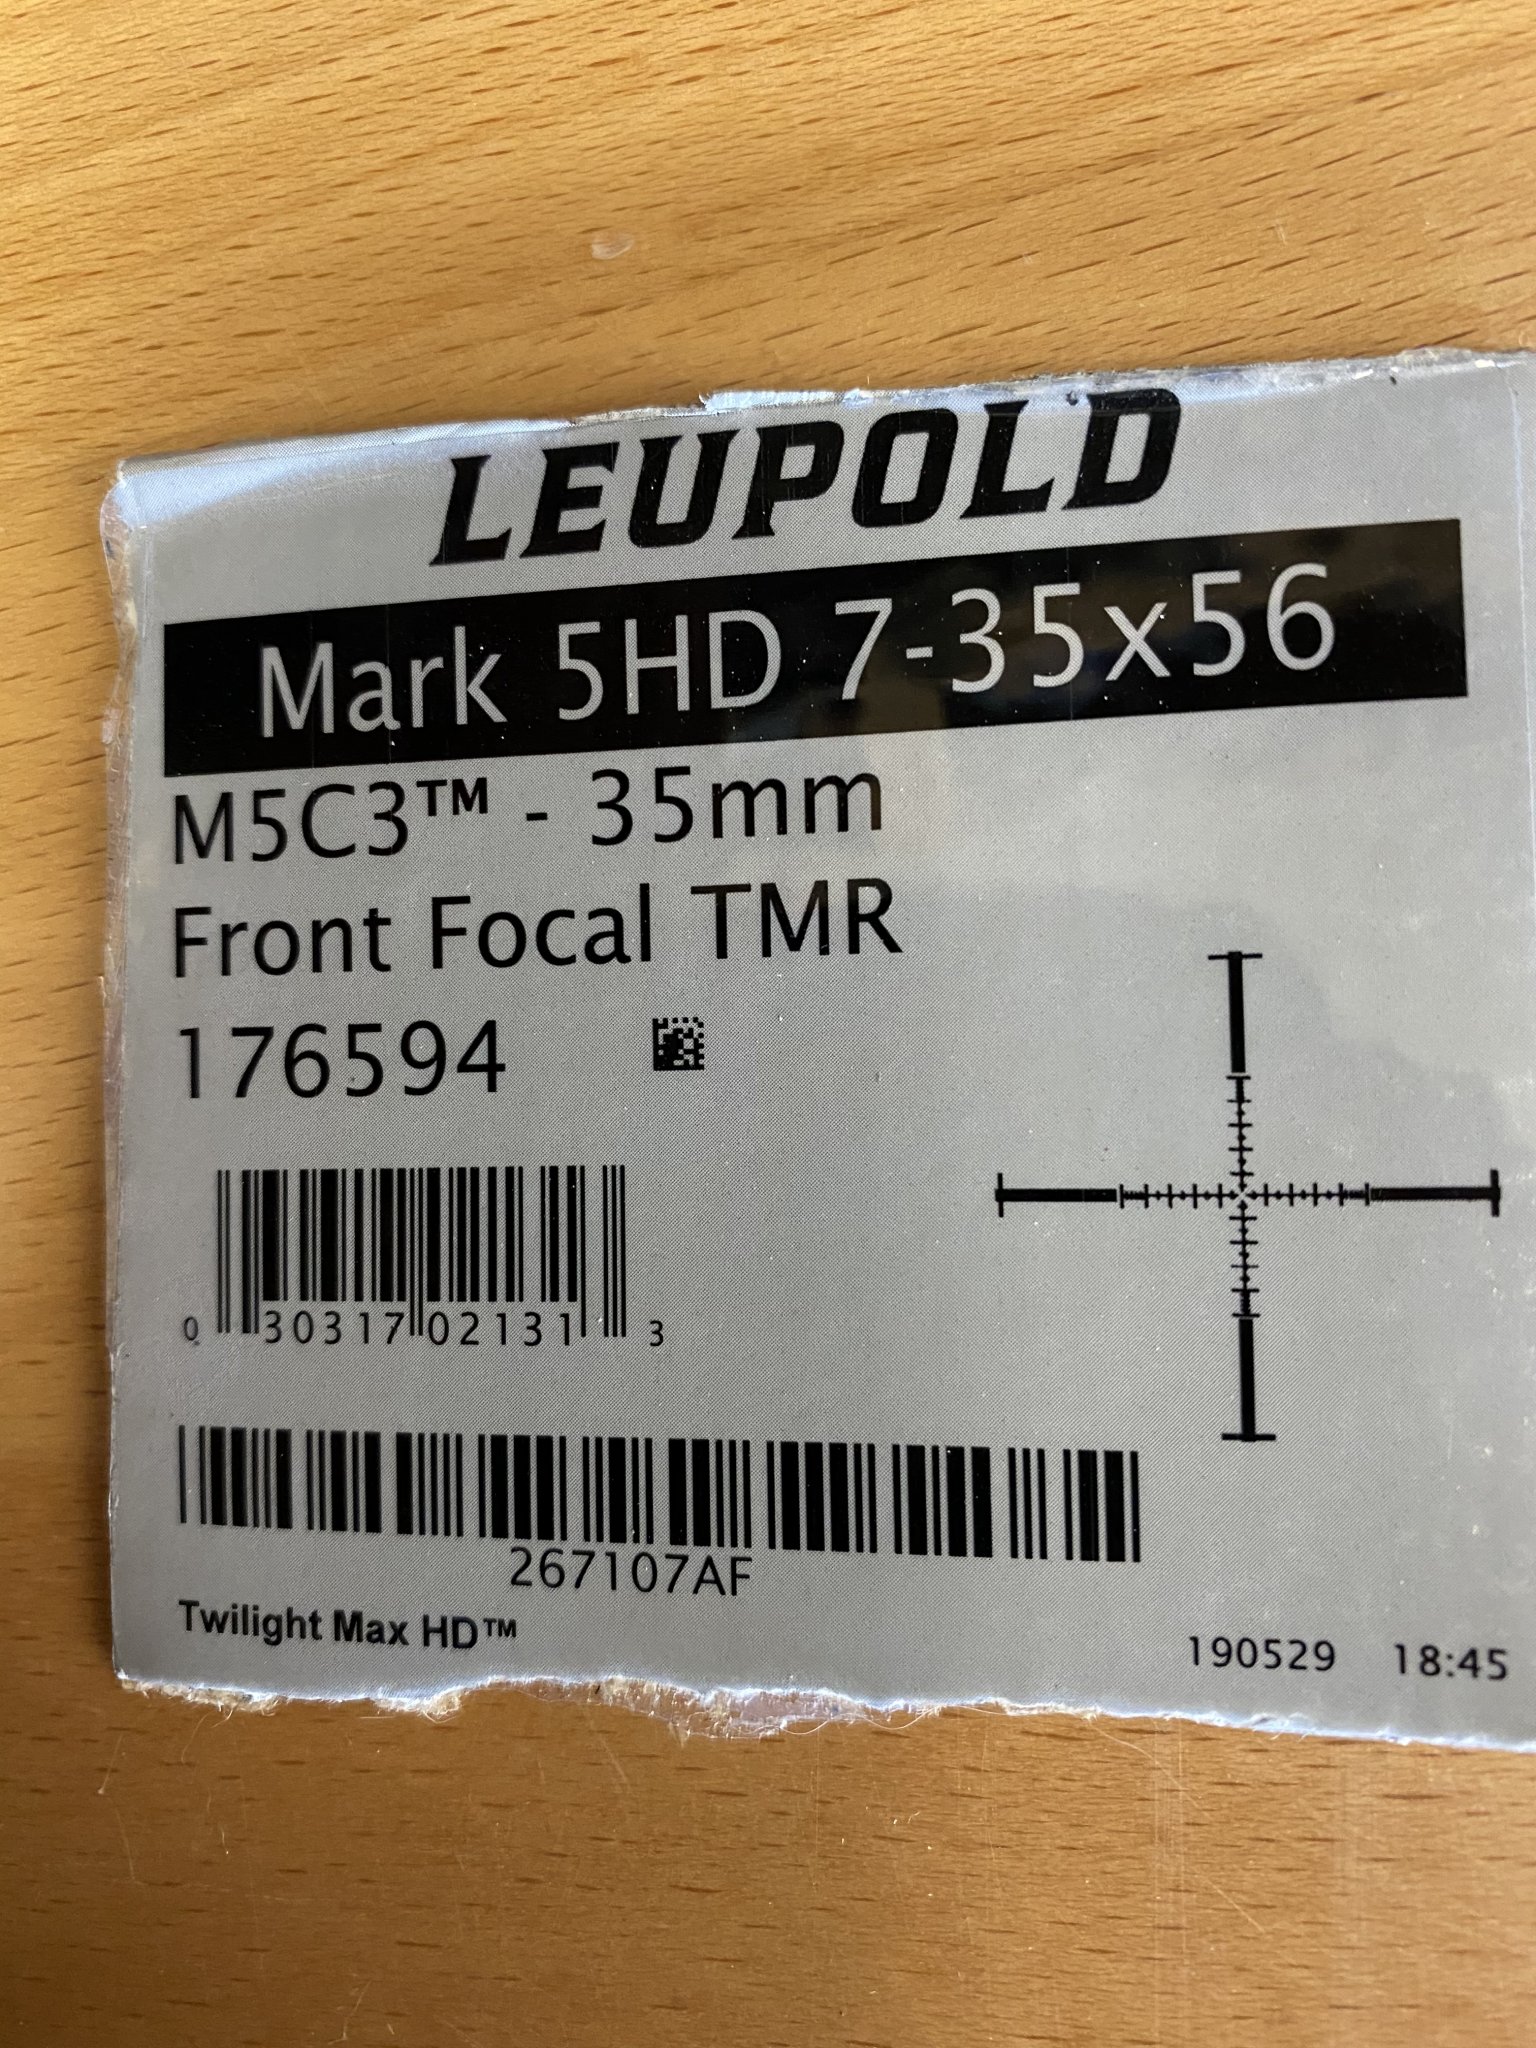 LEUPOLD
Mark 5HD 7-35x56
M5C3™ - 35mm
Front Focal TMR
176594
0 30317 02131 3
267107AF
Twilight Max HD™
190529 18:45